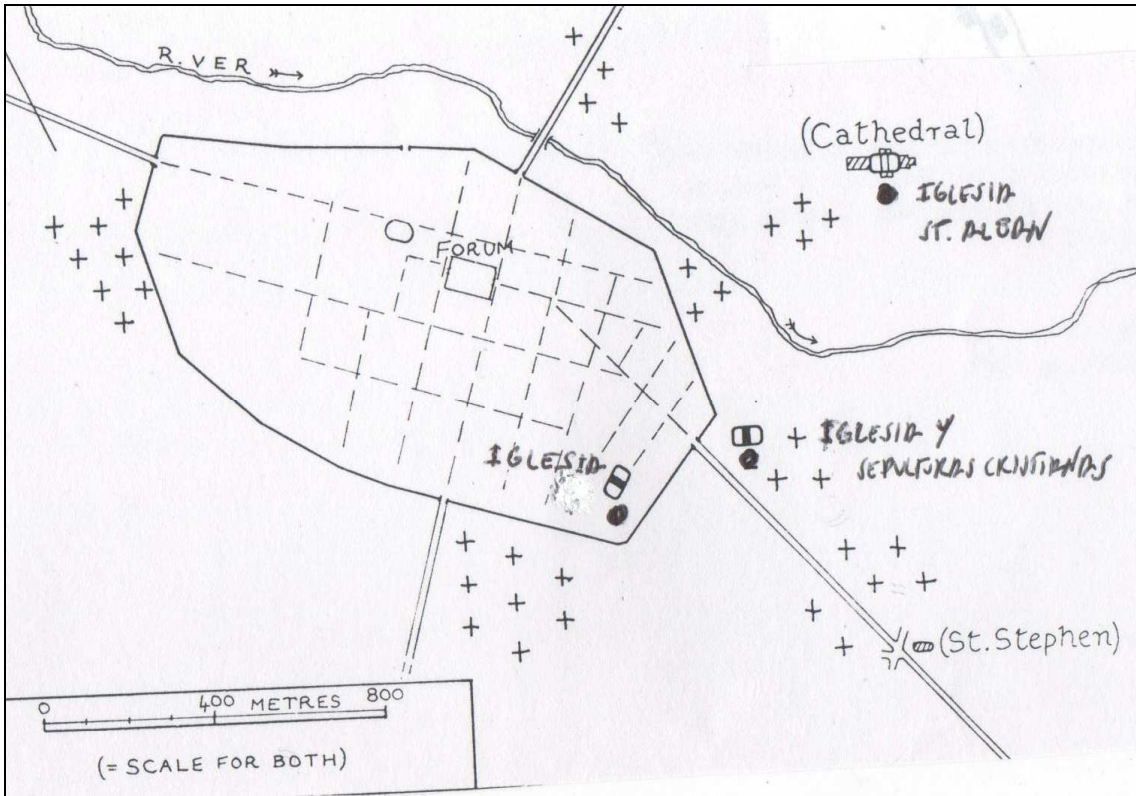 R. VER
(Cathedral)
IGLESIA
ST. ALBAN
FORUM
IGLESIA
IGLESIA Y
SEPULTURAS CRISTIANAS
(St. Stephen)
0 400 METRES 800
(= SCALE FOR BOTH)